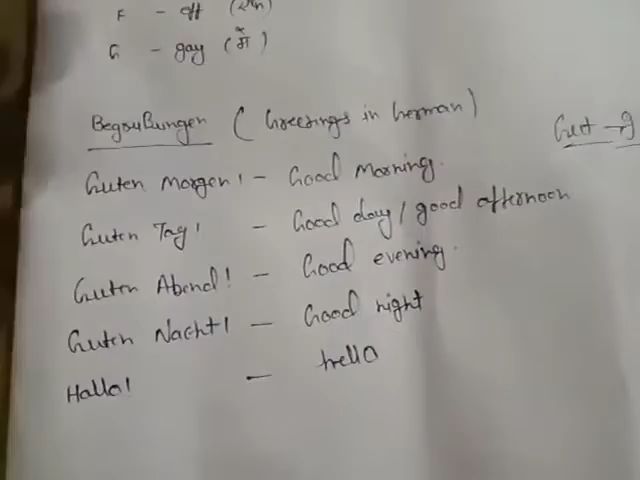 F - eff
G - gay (में)
Begrußungen (Greetings in German)
Gut → g
Guten Morgen! - Good Morning.
Guten Tag! - Good day / good afternoon
Guten Abend! - Good evening.
Guten Nacht! - Good night
Hallo! - hello